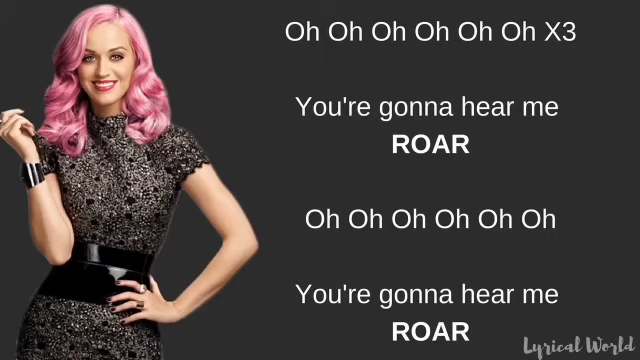 Oh Oh Oh Oh Oh Oh X3
You're gonna hear me
ROAR
Oh Oh Oh Oh Oh Oh
You're gonna hear me
ROAR
Lyrical World